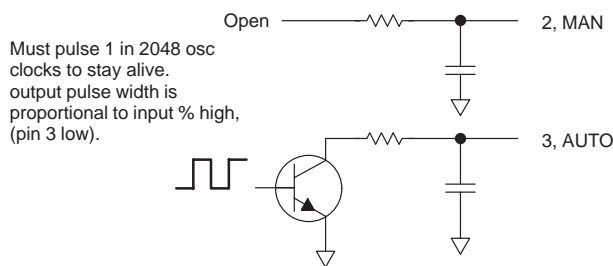 Open
2, MAN
Must pulse 1 in 2048 osc
clocks to stay alive.
output pulse width is
proportional to input % high,
(pin 3 low).
3, AUTO